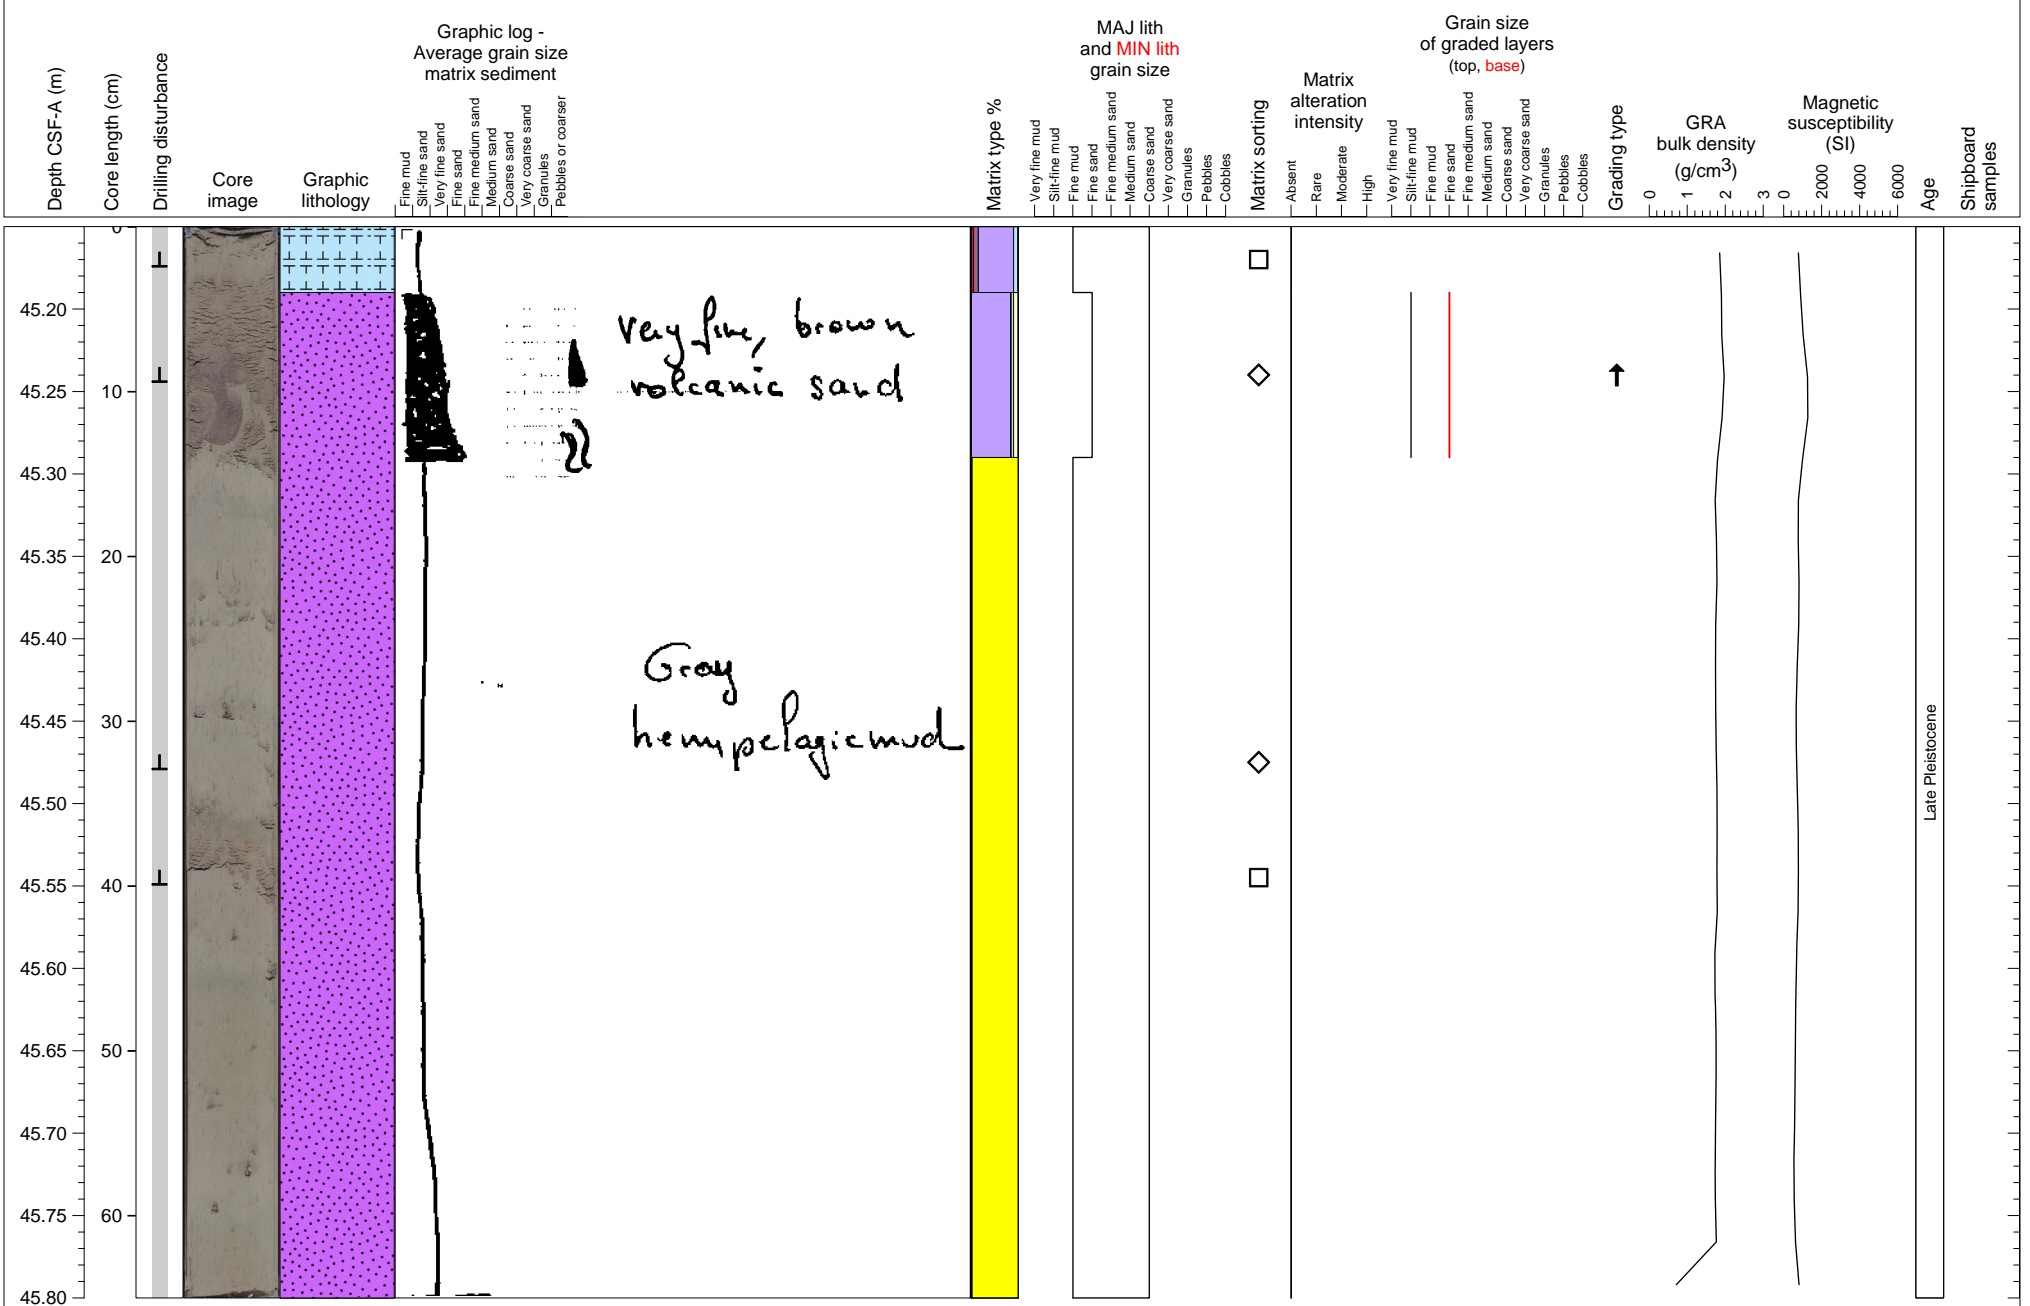 Depth CSF-A (m)
Core length (cm)
Drilling disturbance
Core
image
Graphic
lithology
Graphic log -
Average grain size
matrix sediment
Fine mud
Silt-fine sand
Very fine sand
Fine sand
Fine medium sand
Medium sand
Coarse sand
Very coarse sand
Granules
Pebbles or coarser
Matrix type %
MAJ lith
and MIN lith
grain size
Very fine mud
Silt-fine mud
Fine mud
Fine sand
Fine medium sand
Medium sand
Coarse sand
Very coarse sand
Granules
Pebbles
Cobbles
Matrix sorting
Matrix
alteration
intensity
Absent
Rare
Moderate
High
Grain size
of graded layers
(top, base)
Very fine mud
Silt-fine mud
Fine mud
Fine sand
Fine medium sand
Medium sand
Coarse sand
Very coarse sand
Granules
Pebbles
Cobbles
Grading type
GRA
bulk density
(g/cm3)
0 1 2 3
Magnetic
susceptibility
(SI)
0 2000 4000 6000
Age
Shipboard
samples
0
45.20
45.25 10
45.30
45.35 20
45.40
45.45 30
45.50
45.55 40
45.60
45.65 50
45.70
45.75 60
45.80
very fine, brown
volcanic sand
Gray
hemipelagic mud
Late Pleistocene